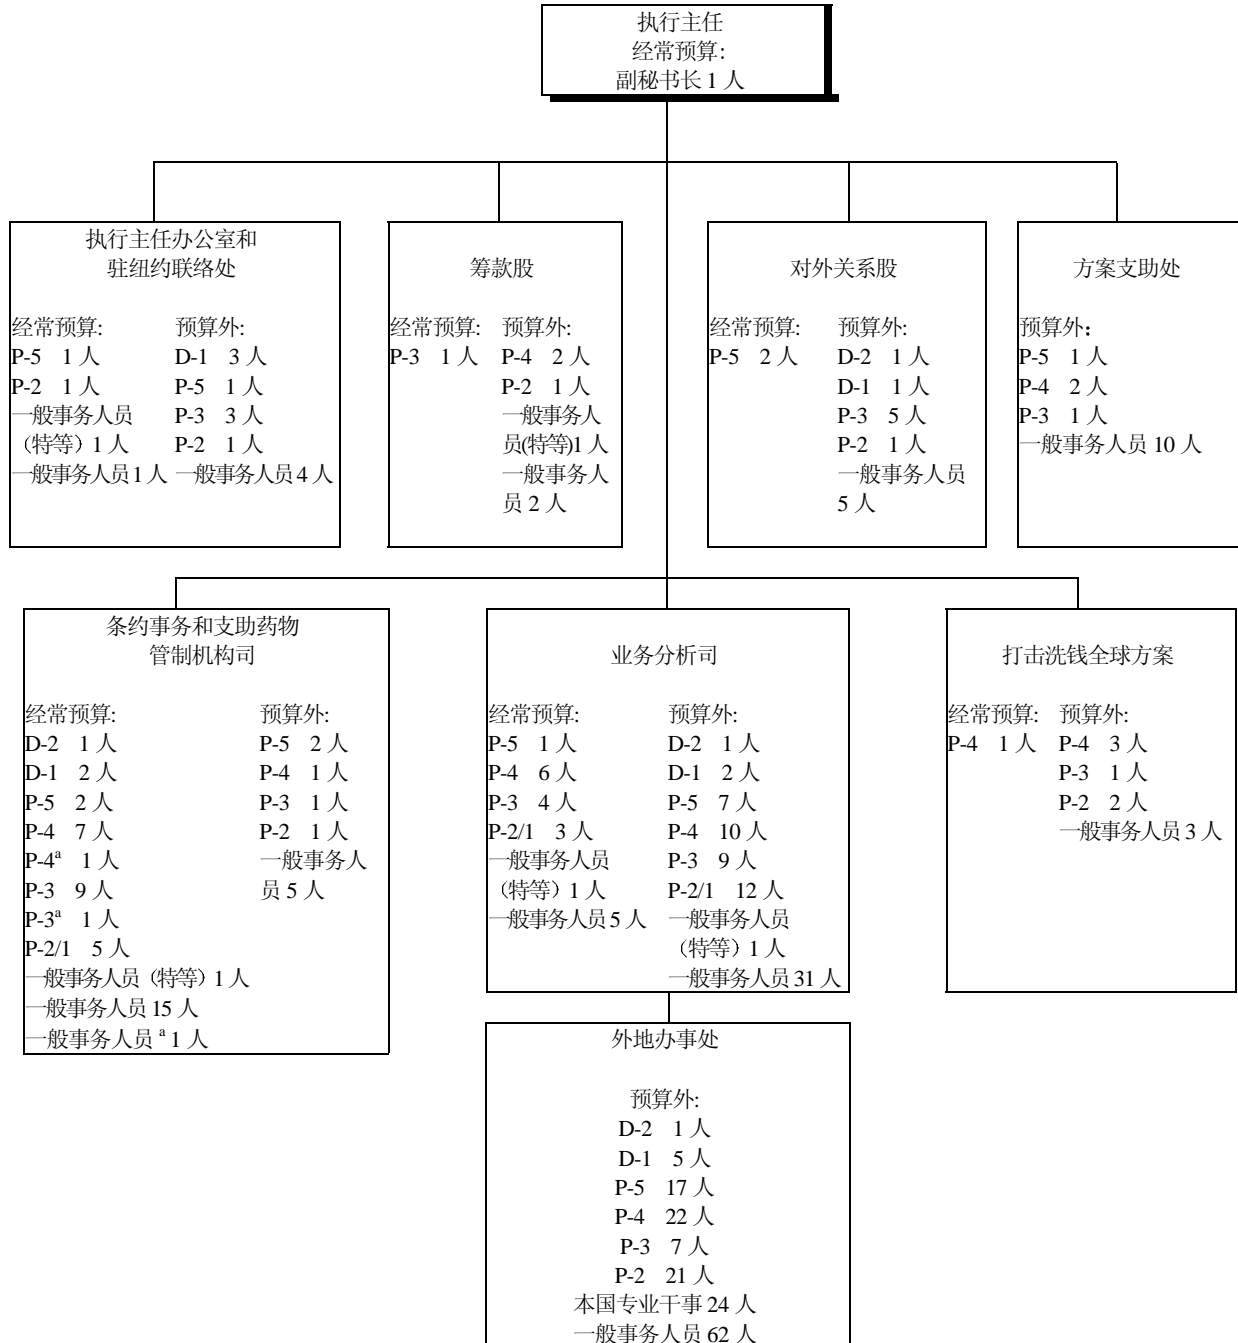 执行主任
经常预算:
副秘书长 1 人
执行主任办公室和
驻纽约联络处
经常预算:
P-5 1 人
P-2 1 人
一般事务人员
（特等）1 人
一般事务人员 1 人
预算外:
D-1 3 人
P-5 1 人
P-3 3 人
P-2 1 人
一般事务人员 4 人
筹款股
经常预算:
P-3 1 人
预算外:
P-4 2 人
P-2 1 人
一般事务人
员(特等)1 人
一般事务人
员 2 人
对外关系股
经常预算:
P-5 2 人
预算外:
D-2 1 人
D-1 1 人
P-3 5 人
P-2 1 人
一般事务人员
5 人
方案支助处
预算外：
P-5 1 人
P-4 2 人
P-3 1 人
一般事务人员 10 人
条约事务和支助药物
管制机构司
经常预算:
D-2 1 人
D-1 2 人
P-5 2 人
P-4 7 人
P-4ª 1 人
P-3 9 人
P-3ª 1 人
P-2/1 5 人
一般事务人员（特等）1 人
一般事务人员 15 人
一般事务人员 ª 1 人
预算外:
P-5 2 人
P-4 1 人
P-3 1 人
P-2 1 人
一般事务人
员 5 人
业务分析司
经常预算:
P-5 1 人
P-4 6 人
P-3 4 人
P-2/1 3 人
一般事务人员
（特等）1 人
一般事务人员 5 人
预算外:
D-2 1 人
D-1 2 人
P-5 7 人
P-4 10 人
P-3 9 人
P-2/1 12 人
一般事务人员
（特等）1 人
一般事务人员 31 人
打击洗钱全球方案
经常预算:
P-4 1 人
预算外:
P-4 3 人
P-3 1 人
P-2 2 人
一般事务人员 3 人
外地办事处
预算外:
D-2 1 人
D-1 5 人
P-5 17 人
P-4 22 人
P-3 7 人
P-2 21 人
本国专业干事 24 人
一般事务人员 62 人